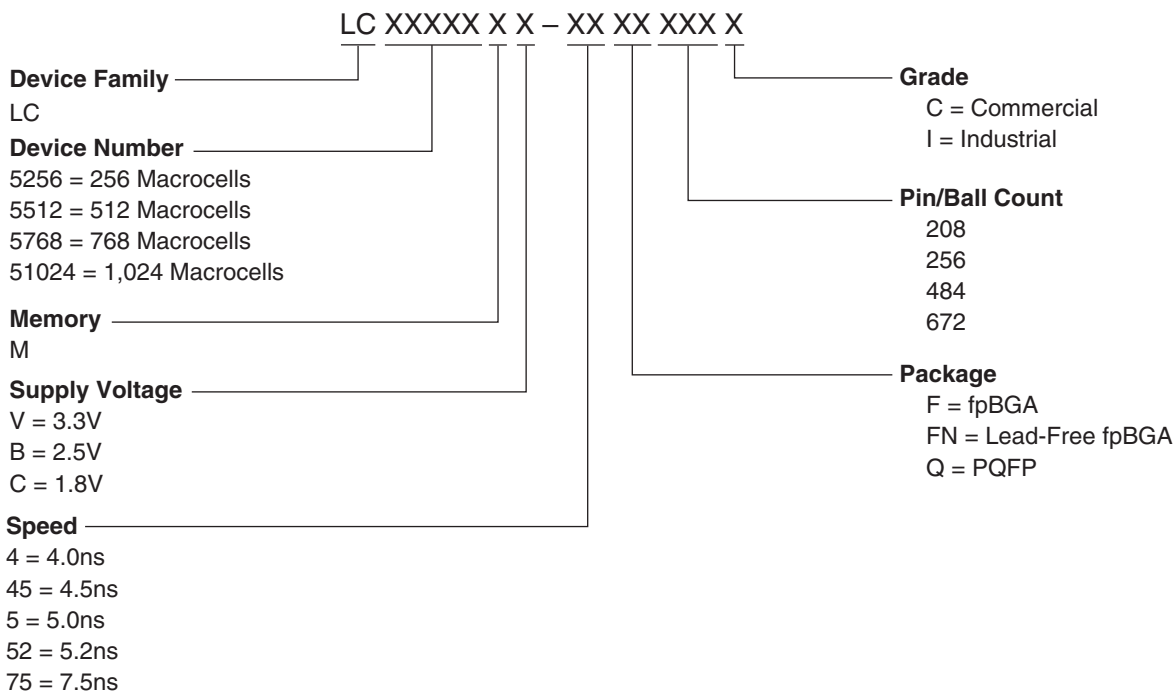 LC XXXXX X X – XX XX XXX X
Device Family
LC
Device Number
5256 = 256 Macrocells
5512 = 512 Macrocells
5768 = 768 Macrocells
51024 = 1,024 Macrocells
Memory
M
Supply Voltage
V = 3.3V
B = 2.5V
C = 1.8V
Speed
4 = 4.0ns
45 = 4.5ns
5 = 5.0ns
52 = 5.2ns
75 = 7.5ns
Grade
C = Commercial
I = Industrial
Pin/Ball Count
208
256
484
672
Package
F = fpBGA
FN = Lead-Free fpBGA
Q = PQFP